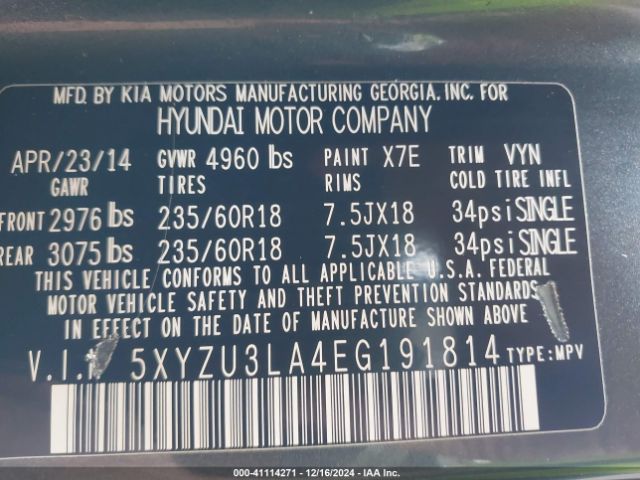 MFD. BY KIA MOTORS MANUFACTURING GEORGIA, INC. FOR
HYUNDAI MOTOR COMPANY
APR/23/14 GVWR 4960 lbs PAINT X7E TRIM VYN
GAWR TIRES RIMS COLD TIRE INFL
FRONT 2976 lbs 235/60R18 7.5JX18 34psi SINGLE
REAR 3075 lbs 235/60R18 7.5JX18 34psi SINGLE
THIS VEHICLE CONFORMS TO ALL APPLICABLE U.S.A. FEDERAL
MOTOR VEHICLE SAFETY AND THEFT PREVENTION STANDARDS
IN EFFECT ON THE DATE OF MANUFACTURE SHOWN ABOVE.
V.I.N 5XYZU3LA4EG191814 TYPE: MPV
000-41114271 - 12/16/2024 - IAA Inc.